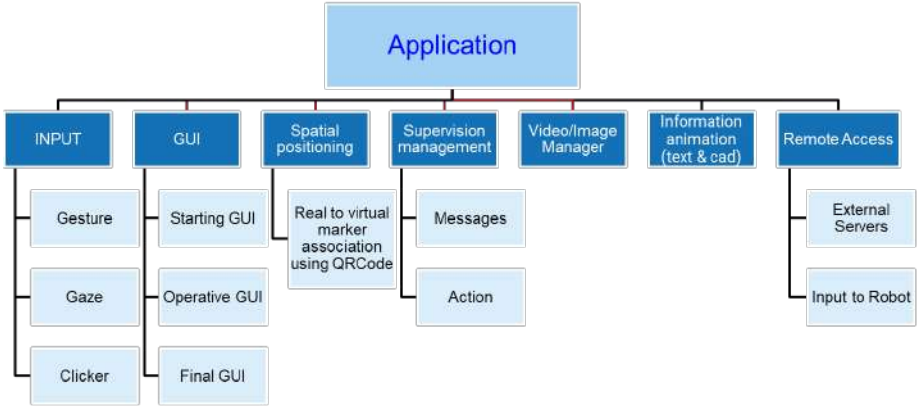 Application
INPUT
GUI
Spatial
positioning
Supervision
management
Video/Image
Manager
Information
animation
(text & cad)
Remote Access
Gesture
Gaze
Clicker
Starting GUI
Operative GUI
Final GUI
Real to virtual
marker
association
using QRCode
Messages
Action
External
Servers
Input to Robot